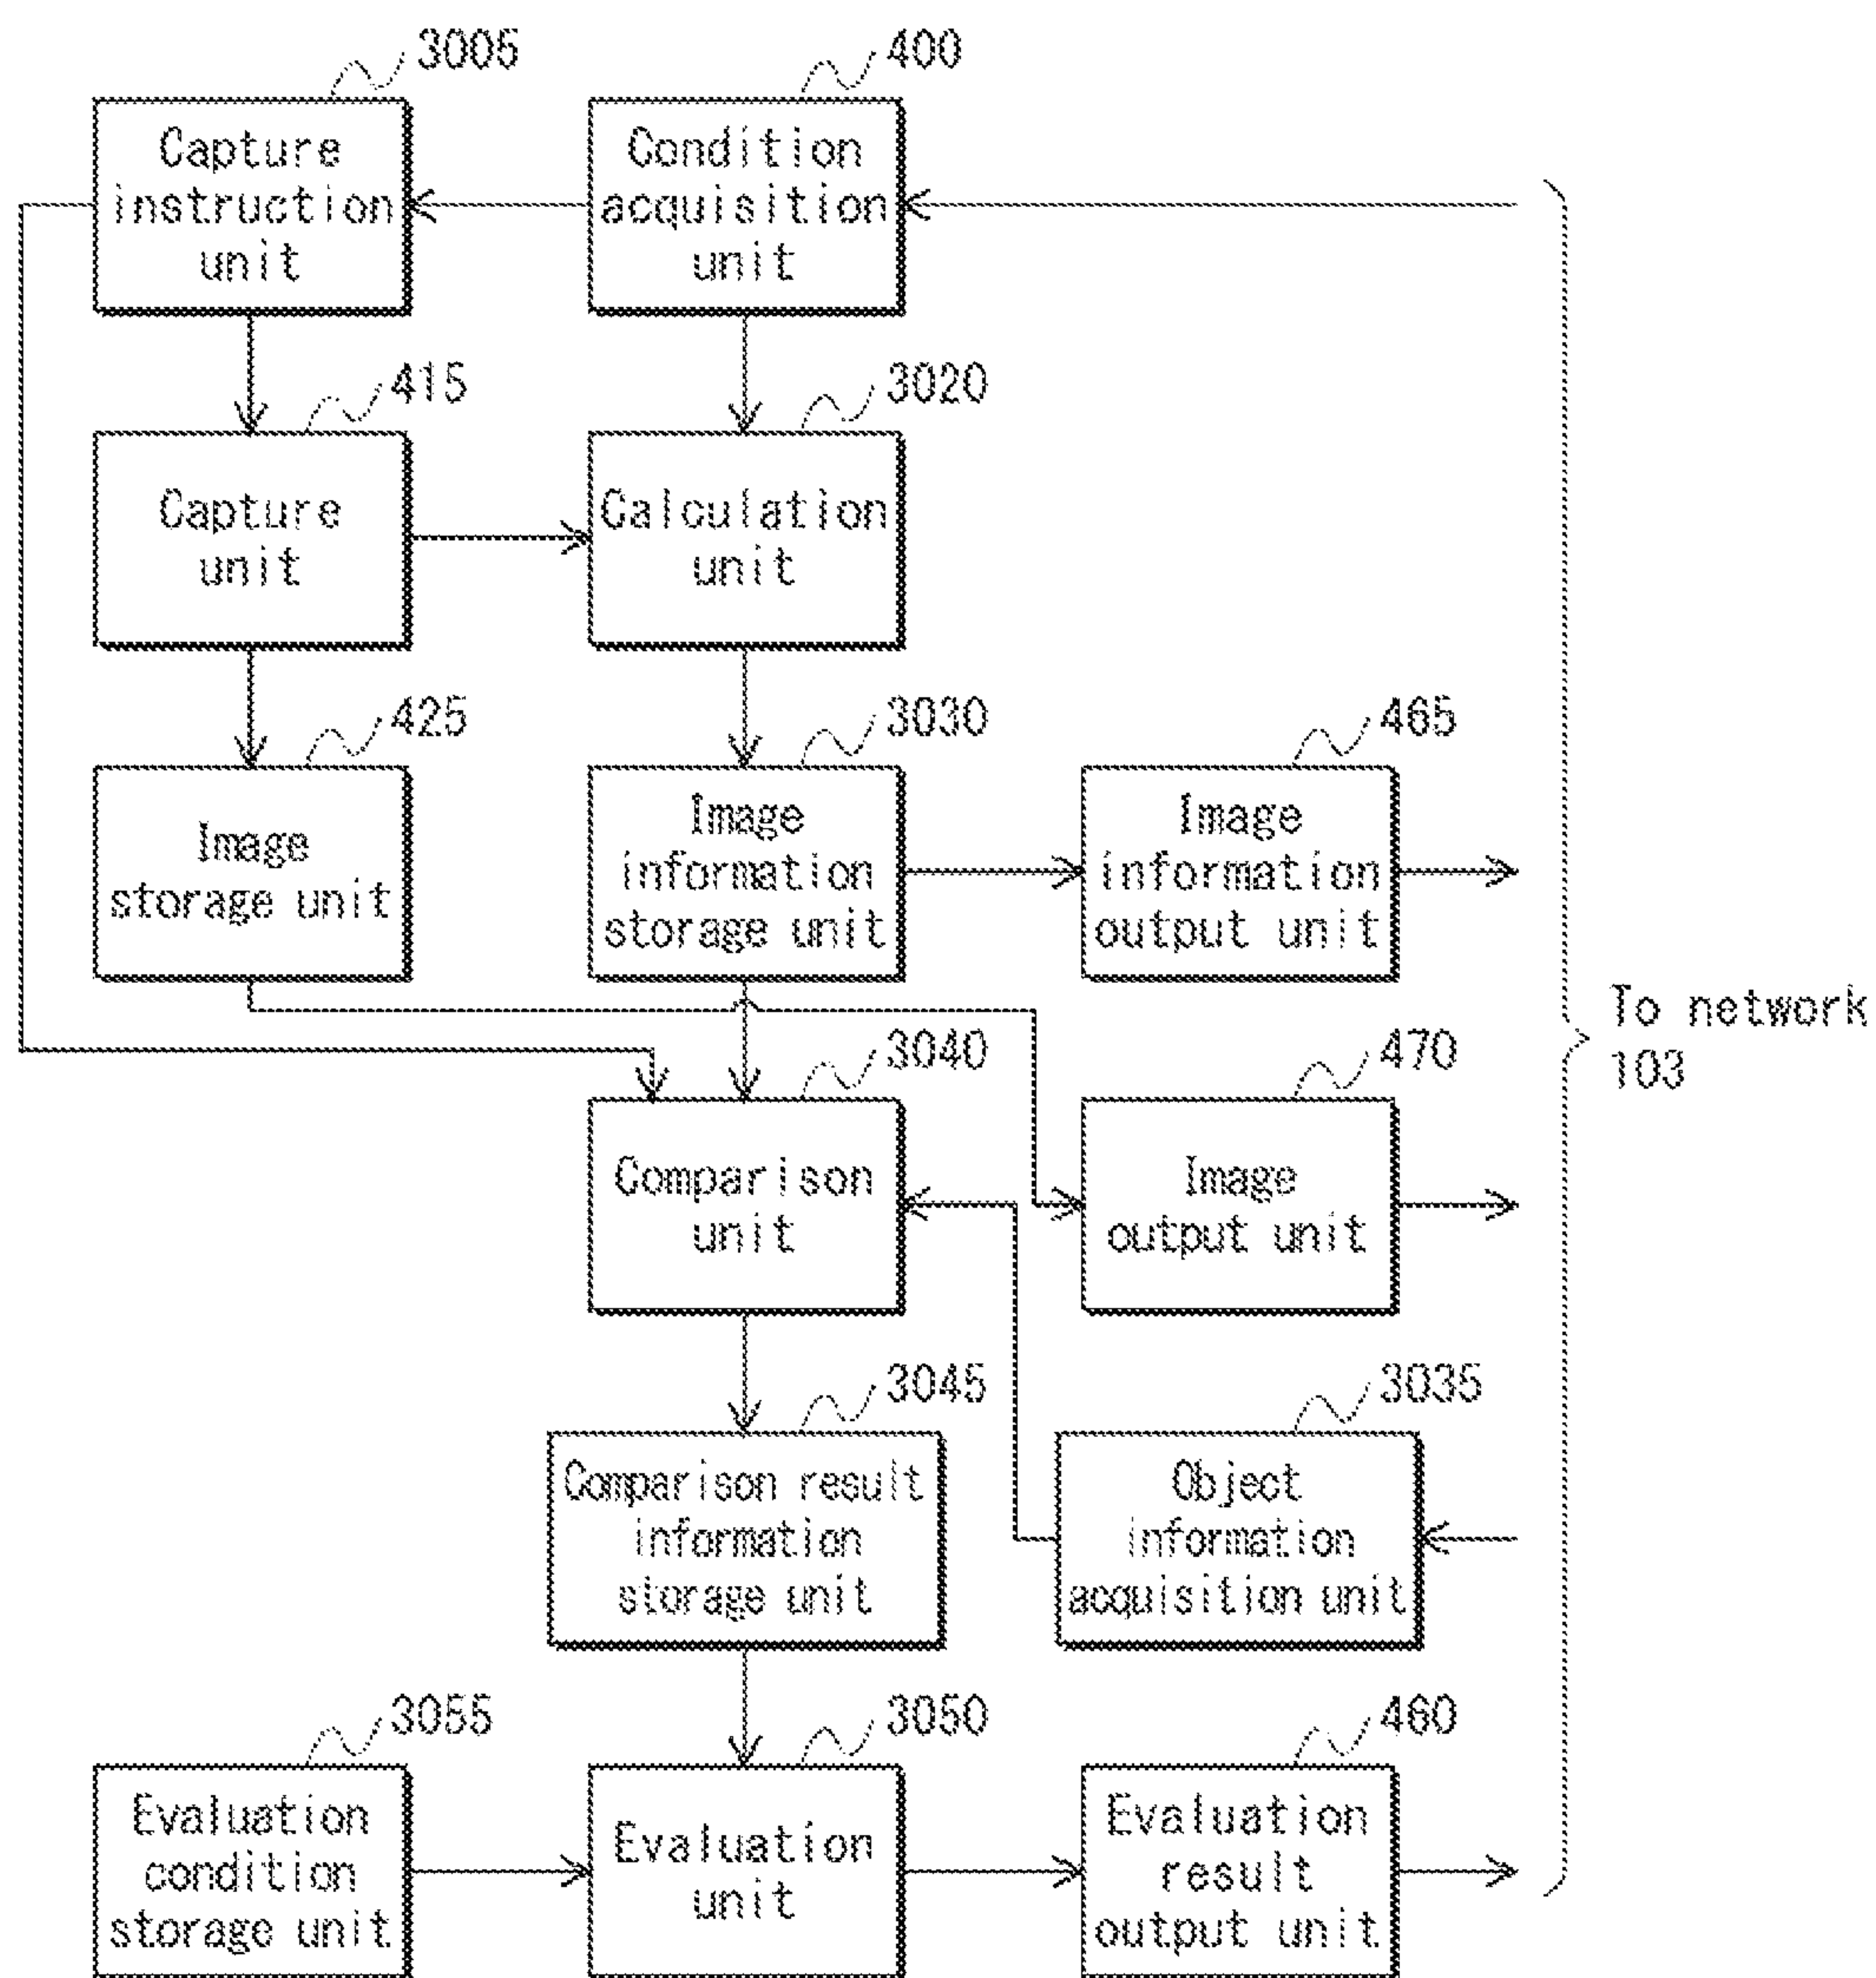 3005
400
Capture
instruction
unit
Condition
acquisition
unit
415
3020
Capture
unit
Calculation
unit
425
3030
465
Image
storage unit
Image
information
storage unit
Image
information
output unit
To network
103
3040
470
Comparison
unit
Image
output unit
3045
3035
Comparison result
information
storage unit
Object
information
acquisition unit
3055
3050
460
Evaluation
condition
storage unit
Evaluation
unit
Evaluation
result
output unit